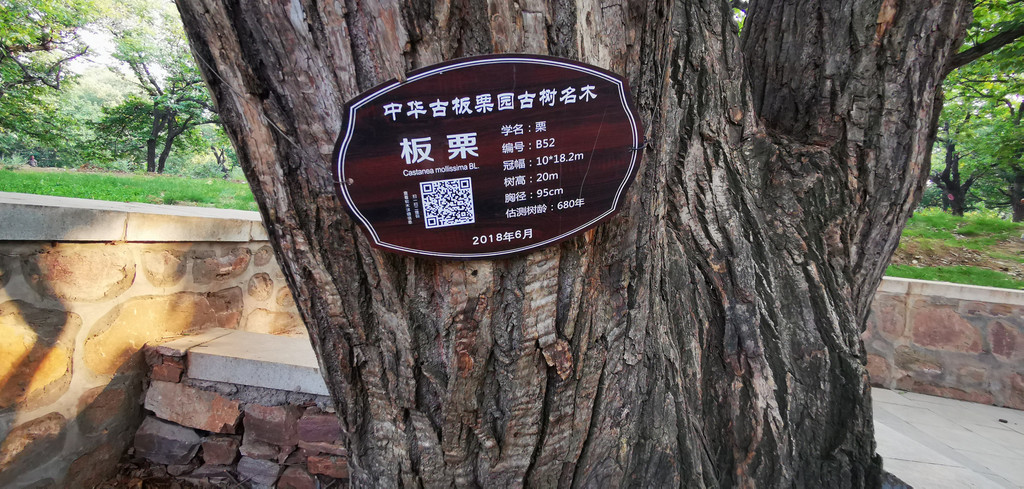 中华古板栗园古树名木
板栗
Castanea mollissima BL.
学名：栗
编号：B52
冠幅：10*18.2m
树高：20m
胸径：95cm
估测树龄：680年
2018年6月